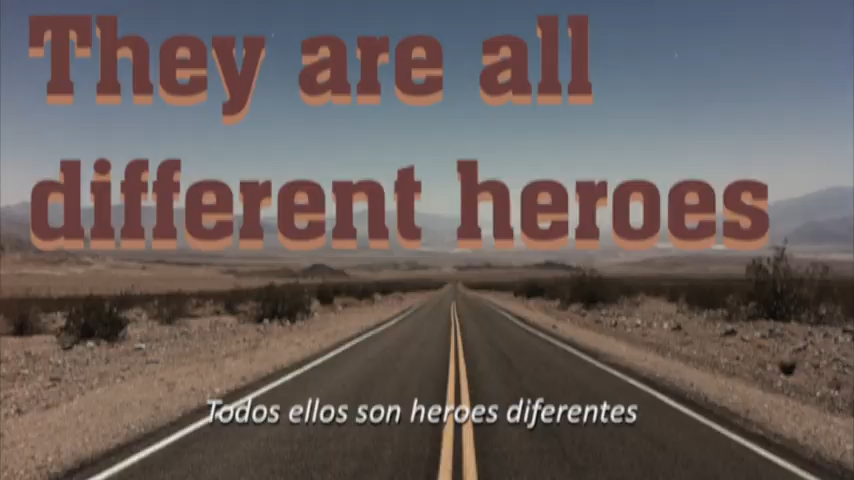 They are all
different heroes
Todos ellos son heroes diferentes